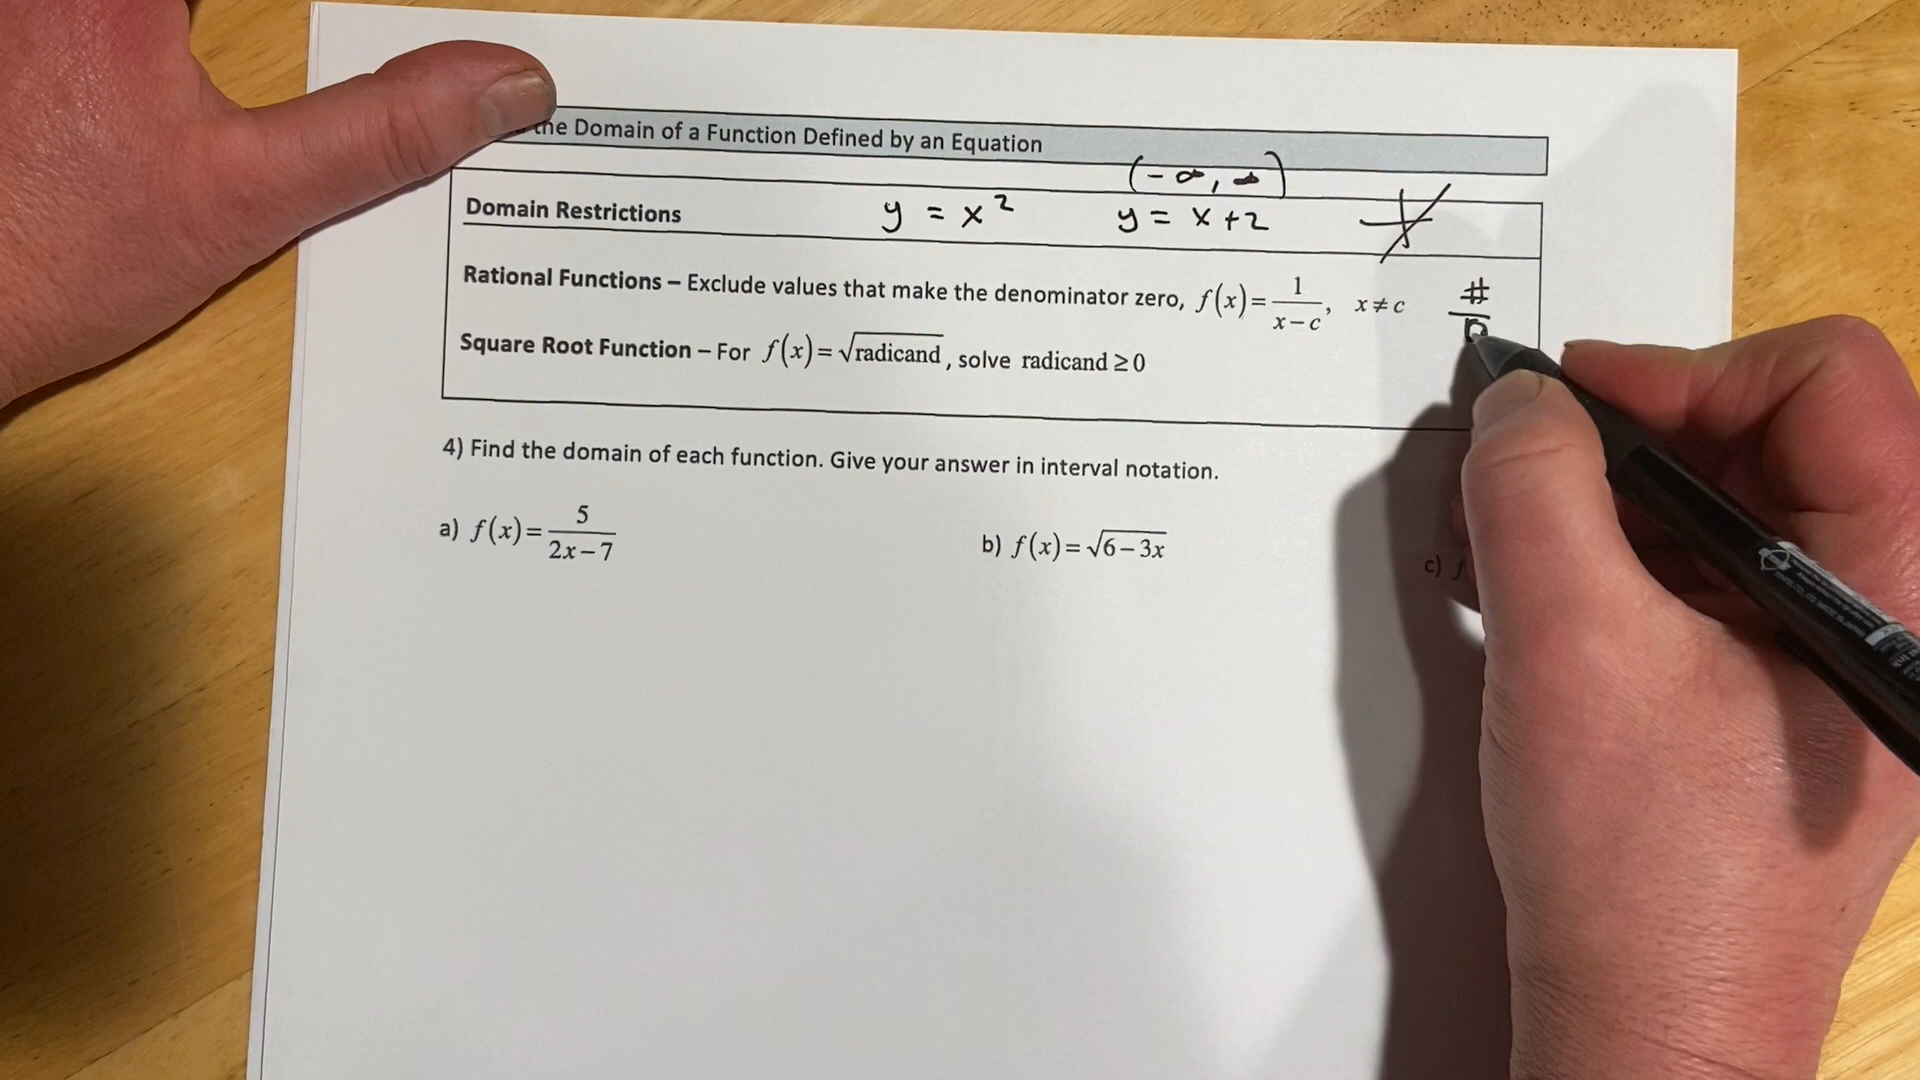 the Domain of a Function Defined by an Equation
(-∞, ∞)
Domain Restrictions y = x² y = x+2
Rational Functions – Exclude values that make the denominator zero, f(x)= 1/(x−c), x≠c #/0
Square Root Function – For f(x)=√radicand, solve radicand ≥ 0
4) Find the domain of each function. Give your answer in interval notation.
a) f(x)= 5/(2x−7) b) f(x)=√(6−3x) c) f